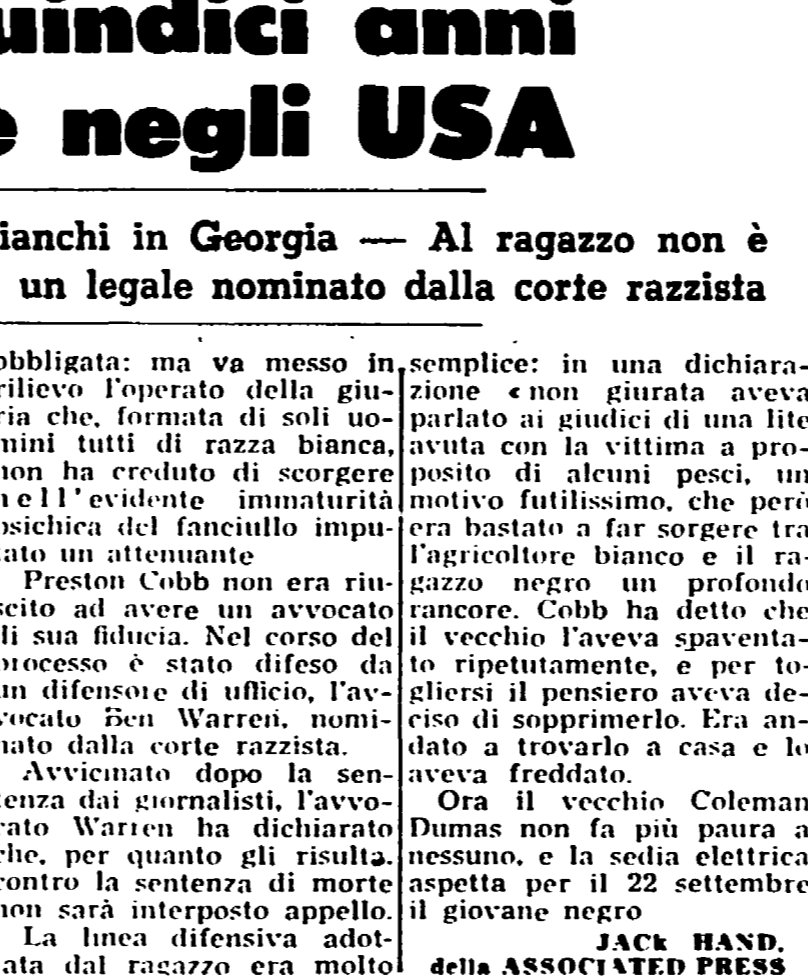 uindici anni
e negli USA
ianchi in Georgia — Al ragazzo non è
un legale nominato dalla corte razzista
obbligata: ma va messo in
rilievo l'operato della giu-
ria che, formata di soli uo-
mini tutti di razza bianca,
non ha creduto di scorgere
nell'evidente immaturità
psichica del fanciullo impu-
tato un attenuante
Preston Cobb non era riu-
scito ad avere un avvocato
di sua fiducia. Nel corso del
processo è stato difeso da
un difensore di ufficio, l'av-
vocato Ben Warren, nomi-
nato dalla corte razzista.
Avvicinato dopo la sen-
tenza dai giornalisti, l'avvo-
cato Warren ha dichiarato
che, per quanto gli risulta,
contro la sentenza di morte
non sarà interposto appello.
La linea difensiva adot-
tata dal ragazzo era molto
semplice: in una dichiara-
zione « non giurata aveva
parlato ai giudici di una lite
avuta con la vittima a pro-
posito di alcuni pesci, un
motivo futilissimo, che però
era bastato a far sorgere tra
l'agricoltore bianco e il ra-
gazzo negro un profondo
rancore. Cobb ha detto che
il vecchio l'aveva spaventa-
to ripetutamente, e per to-
gliersi il pensiero aveva de-
ciso di sopprimerlo. Era an-
dato a trovarlo a casa e lo
aveva freddato.
Ora il vecchio Coleman
Dumas non fa più paura a
nessuno, e la sedia elettrica
aspetta per il 22 settembre
il giovane negro
JACK HAND.
della ASSOCIATED PRESS